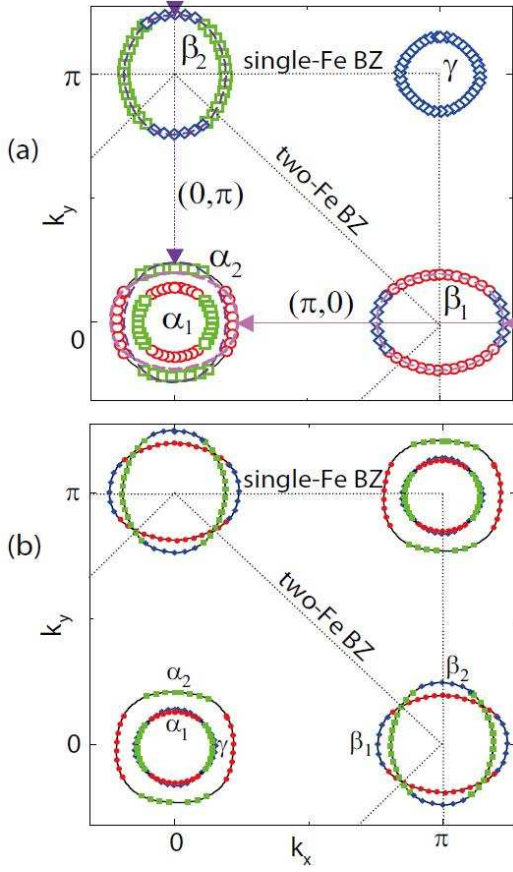 β₂
single-Fe BZ
γ
π
(a)
two-Fe BZ
(0,π)
k_y
α₂
(π,0)
β₁
α₁
0
single-Fe BZ
π
(b)
two-Fe BZ
k_y
α₂
β₂
α₁
β₁
γ
0
0
k_x
π